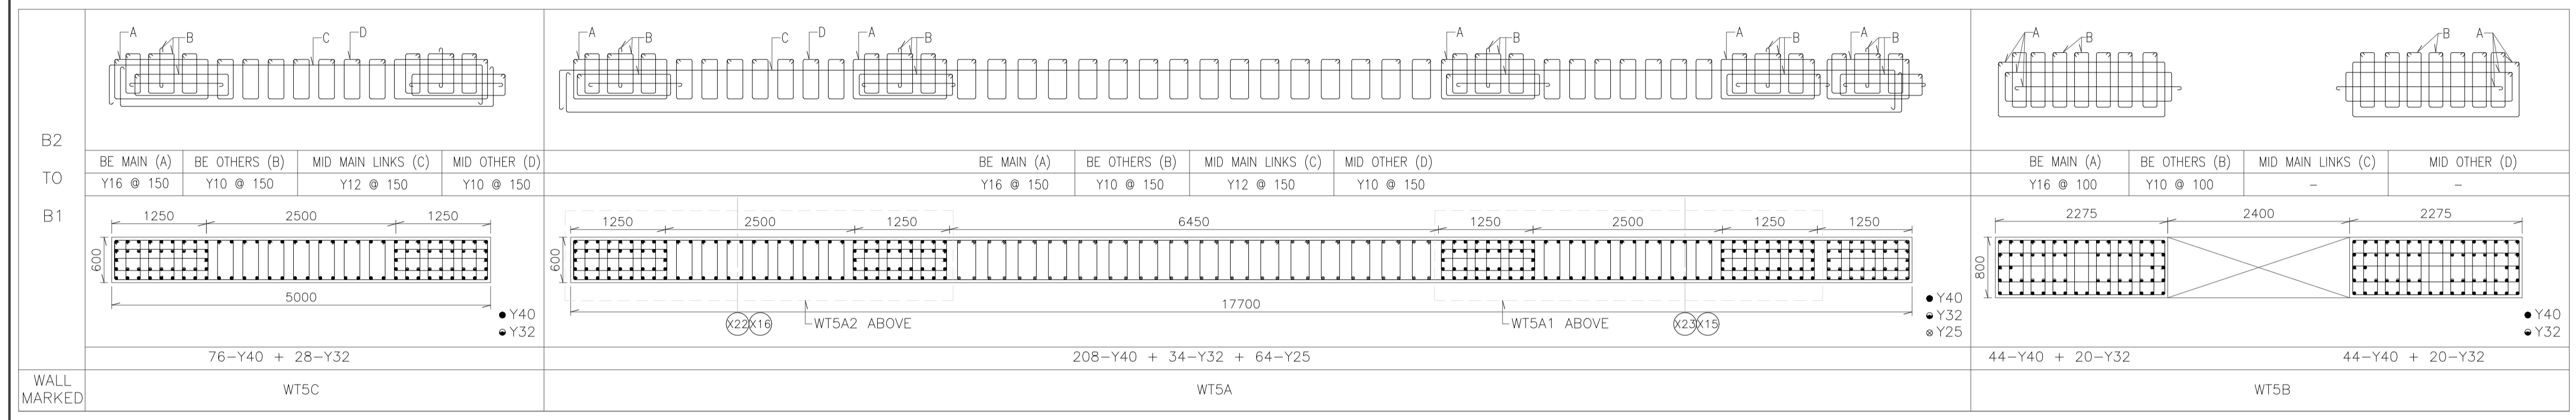 A B C D
A B C D A B A B A B A B
A B B A
B2
TO
B1
BE MAIN (A) BE OTHERS (B) MID MAIN LINKS (C) MID OTHER (D)
Y16 @ 150 Y10 @ 150 Y12 @ 150 Y10 @ 150
BE MAIN (A) BE OTHERS (B) MID MAIN LINKS (C) MID OTHER (D)
Y16 @ 150 Y10 @ 150 Y12 @ 150 Y10 @ 150
BE MAIN (A) BE OTHERS (B) MID MAIN LINKS (C) MID OTHER (D)
Y16 @ 100 Y10 @ 100 - -
1250 2500 1250
600
5000
Y40
Y32
1250 2500 1250 6450 1250 2500 1250 1250
600
17700
X22 X16 WT5A2 ABOVE WT5A1 ABOVE X23 X15
Y40
Y32
Y25
2275 2400 2275
800
Y40
Y32
76-Y40 + 28-Y32
208-Y40 + 34-Y32 + 64-Y25
44-Y40 + 20-Y32 44-Y40 + 20-Y32
WALL
MARKED
WT5C
WT5A
WT5B